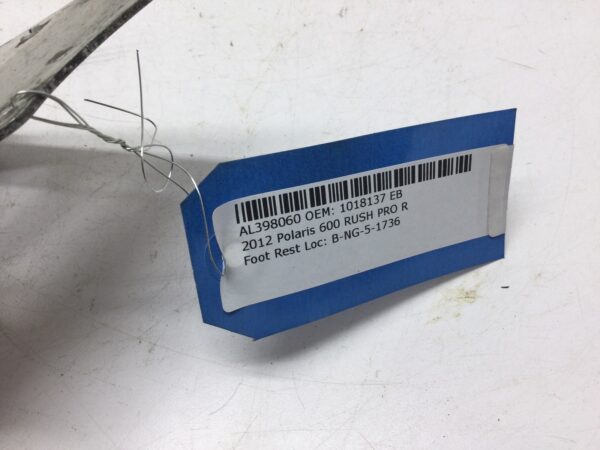 AL398060 OEM: 1018137 EB
2012 Polaris 600 RUSH PRO R
Foot Rest Loc: B-NG-5-1736